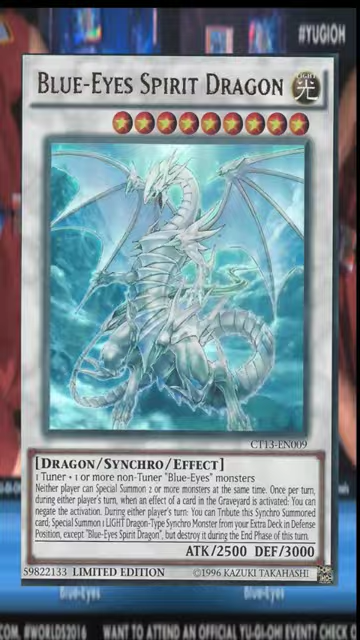 #YUGIOH
BLUE-EYES SPIRIT DRAGON
LIGHT
光
CT13-EN009
[DRAGON/SYNCHRO/EFFECT]
1 Tuner + 1 or more non-Tuner "Blue-Eyes" monsters
Neither player can Special Summon 2 or more monsters at the same time. Once per turn,
during either player's turn, when an effect of a card in the Graveyard is activated: You can
negate the activation. During either player's turn: You can Tribute this Synchro Summoned
card; Special Summon 1 LIGHT Dragon-Type Synchro Monster from your Extra Deck in Defense
Position, except "Blue-Eyes Spirit Dragon", but destroy it during the End Phase of this turn.
ATK/2500 DEF/3000
59822133 LIMITED EDITION ©1996 KAZUKI TAKAHASHI
Blue-Eyes
Blue-Eyes
COM. #WORLDS2016 WANT TO ATTEND AN OFFICIAL YU-GI-OH! EVENT? CHECK